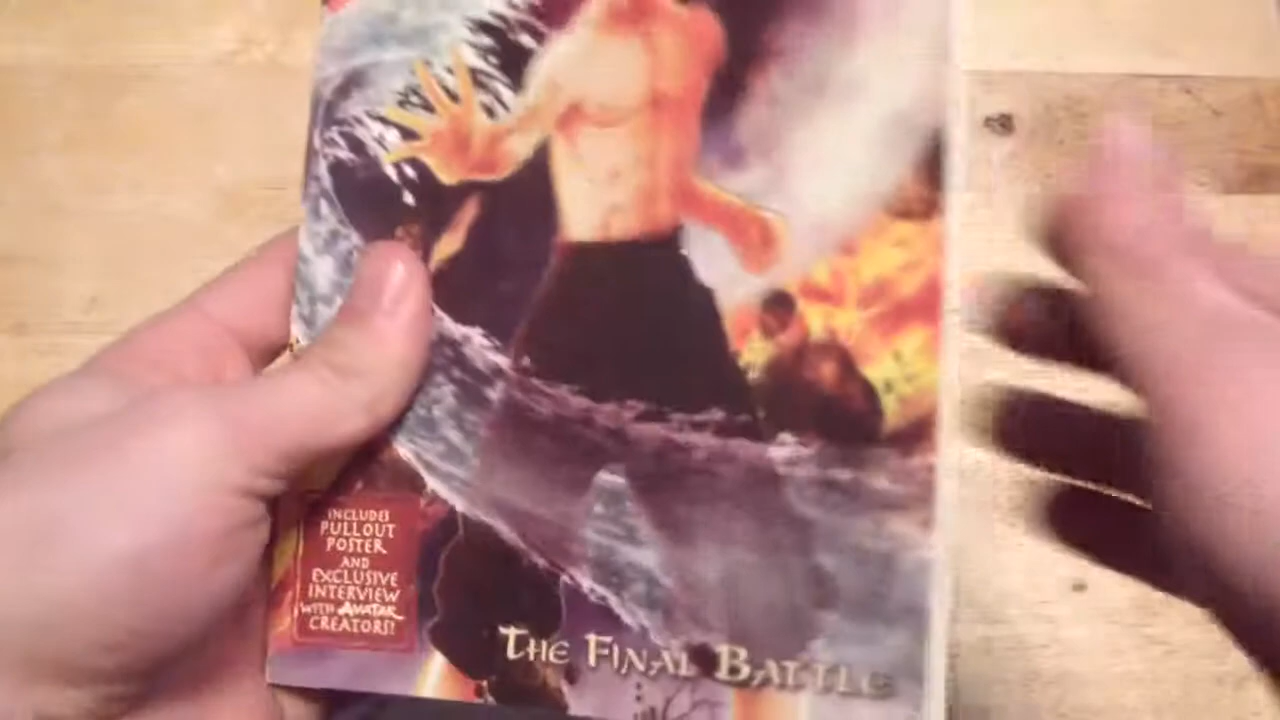 INCLUDES
PULLOUT
POSTER
AND
EXCLUSIVE
INTERVIEW
WITH AVATAR
CREATORS!
THE FINAL BATTLE